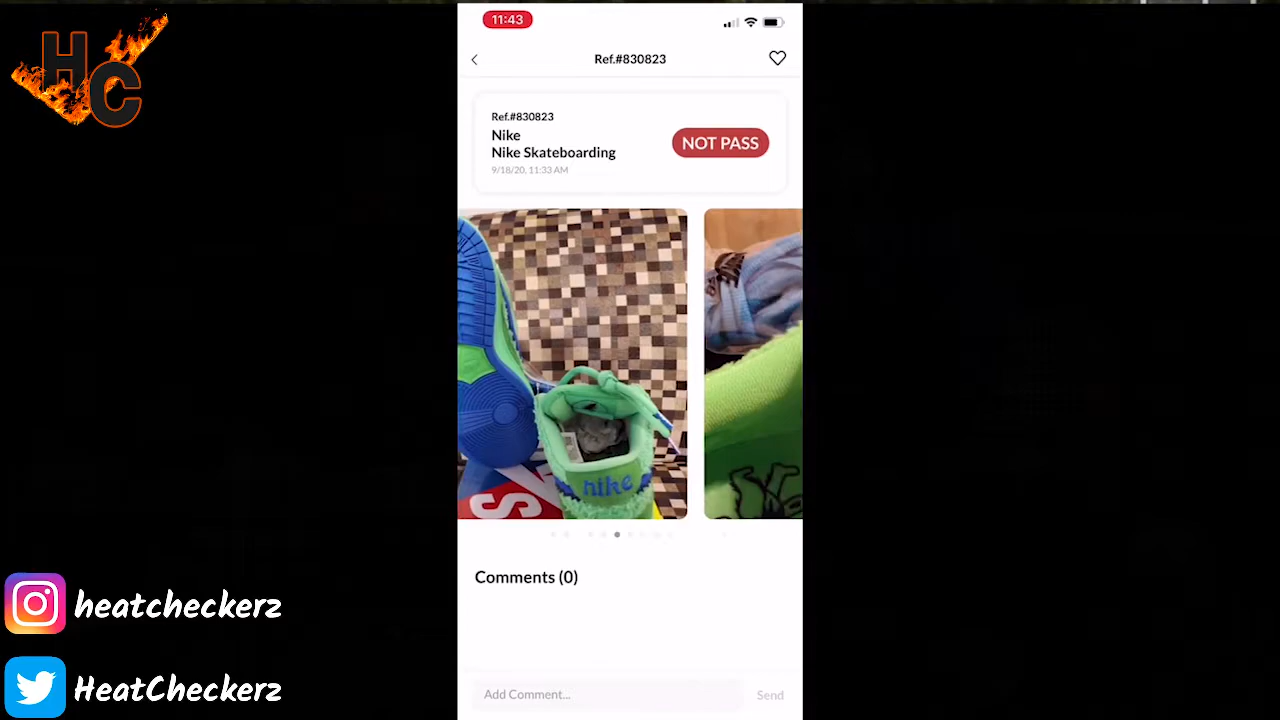 HC
11:43
Ref.#830823
Ref.#830823
Nike
Nike Skateboarding
9/18/20, 11:33 AM
NOT PASS
nike
Comments (0)
Add Comment...
Send
heatcheckerz
HeatCheckerz